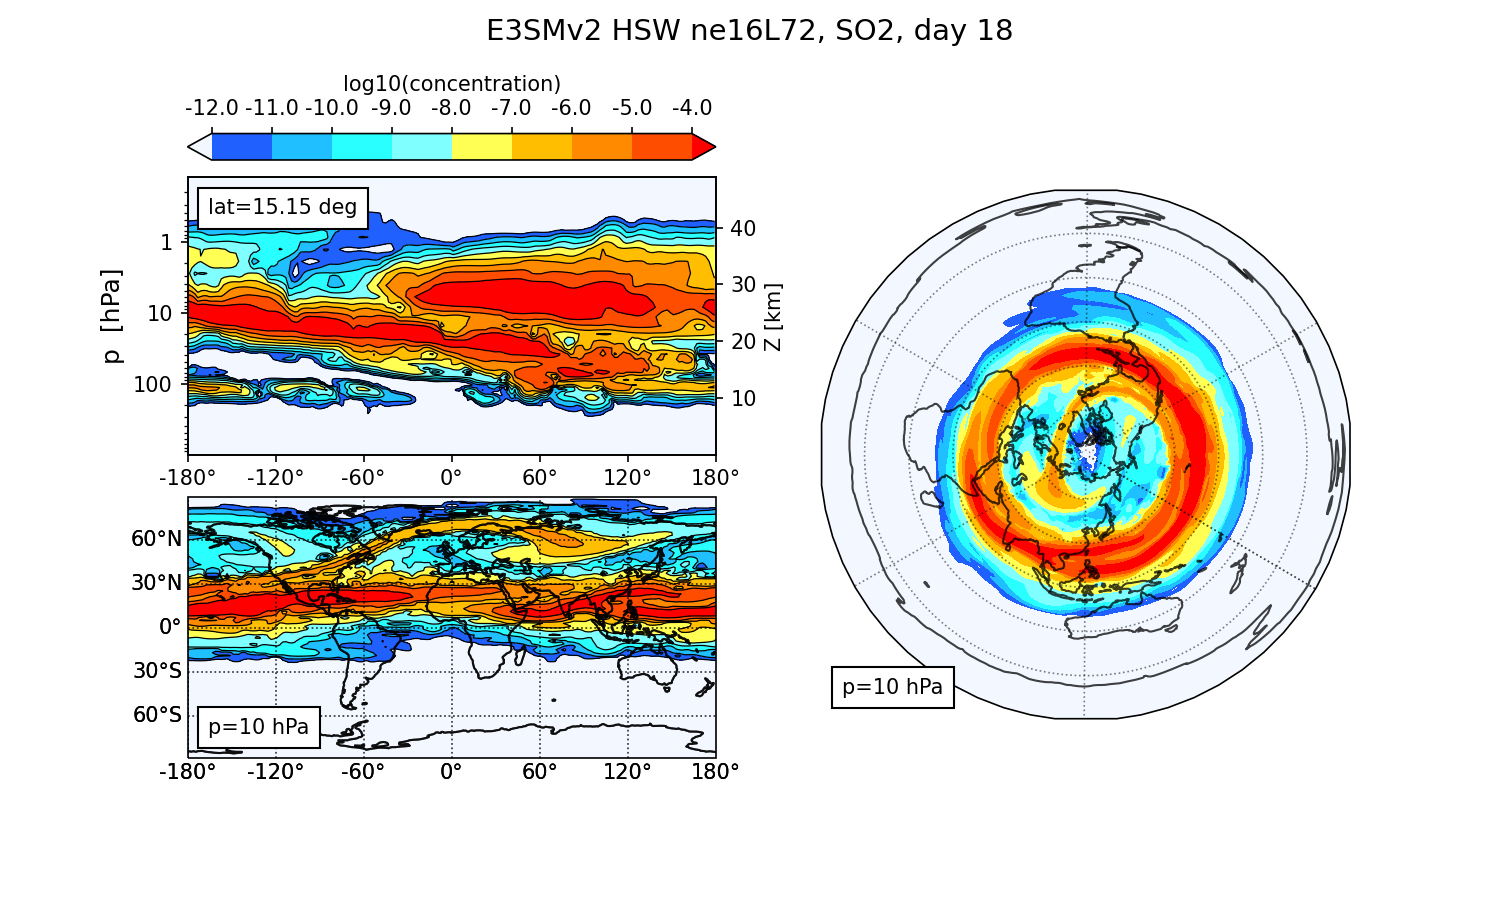 E3SMv2 HSW ne16L72, SO2, day 18
log10(concentration)
-12.0 -11.0 -10.0 -9.0 -8.0 -7.0 -6.0 -5.0 -4.0
lat=15.15 deg
p [hPa]
1
10
100
40
30
20
10
Z [km]
-180° -120° -60° 0° 60° 120° 180°
60°N
30°N
0°
30°S
60°S
p=10 hPa
-180° -120° -60° 0° 60° 120° 180°
p=10 hPa